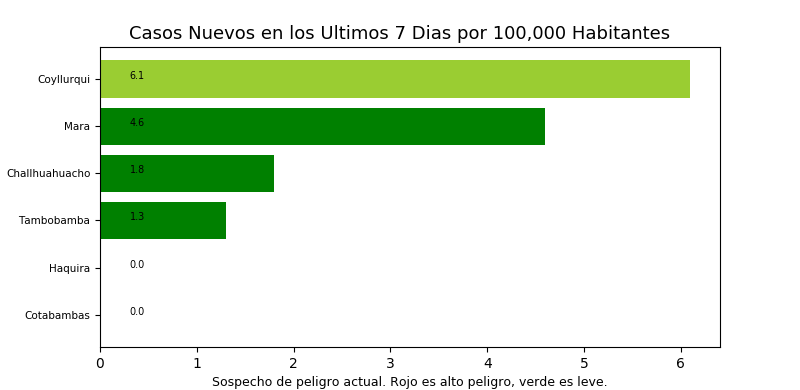 Casos Nuevos en los Ultimos 7 Dias por 100,000 Habitantes
Coyllurqui 6.1
Mara 4.6
Challhuahuacho 1.8
Tambobamba 1.3
Haquira 0.0
Cotabambas 0.0
0 1 2 3 4 5 6
Sospecho de peligro actual. Rojo es alto peligro, verde es leve.